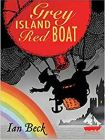 Grey
ISLAND
Red BOAT
Ian Beck